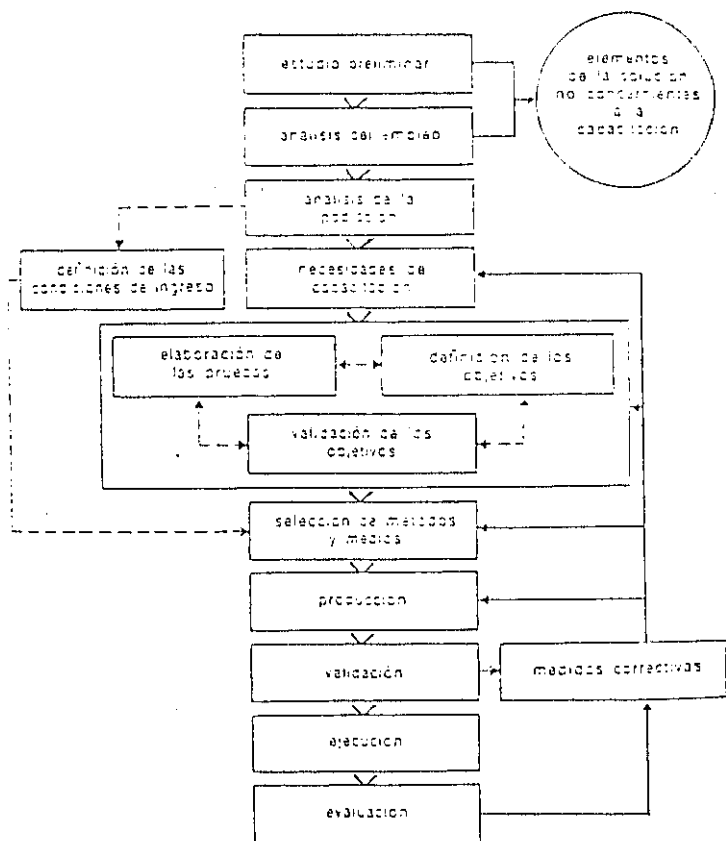 estudio preliminar
elementos
de la solución
no concernientes
a la
capacitación
análisis del empleo
análisis de la
población
definición de las
condiciones de ingreso
necesidades de
capacitación
elaboración de
las pruebas
definición de los
objetivos
validación de los
objetivos
selección de métodos
y medios
producción
validación
medidas correctivas
ejecución
evaluación